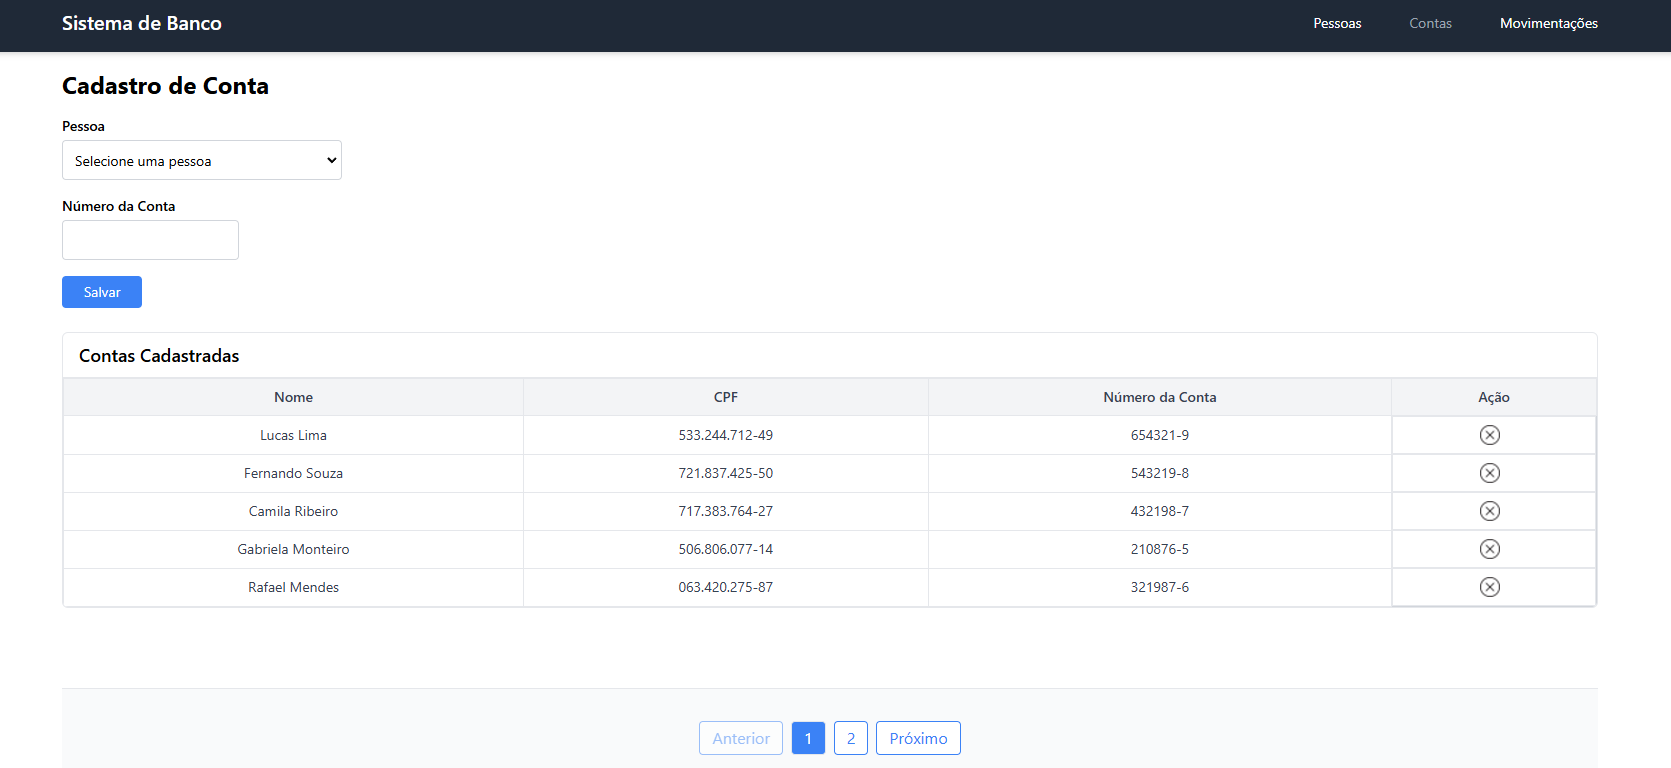 Sistema de Banco Pessoas Contas Movimentações
Cadastro de Conta
Pessoa
Selecione uma pessoa
Número da Conta
Salvar
Contas Cadastradas
Nome CPF Número da Conta Ação
Lucas Lima 533.244.712-49 654321-9
Fernando Souza 721.837.425-50 543219-8
Camila Ribeiro 717.383.764-27 432198-7
Gabriela Monteiro 506.806.077-14 210876-5
Rafael Mendes 063.420.275-87 321987-6
Anterior 1 2 Próximo